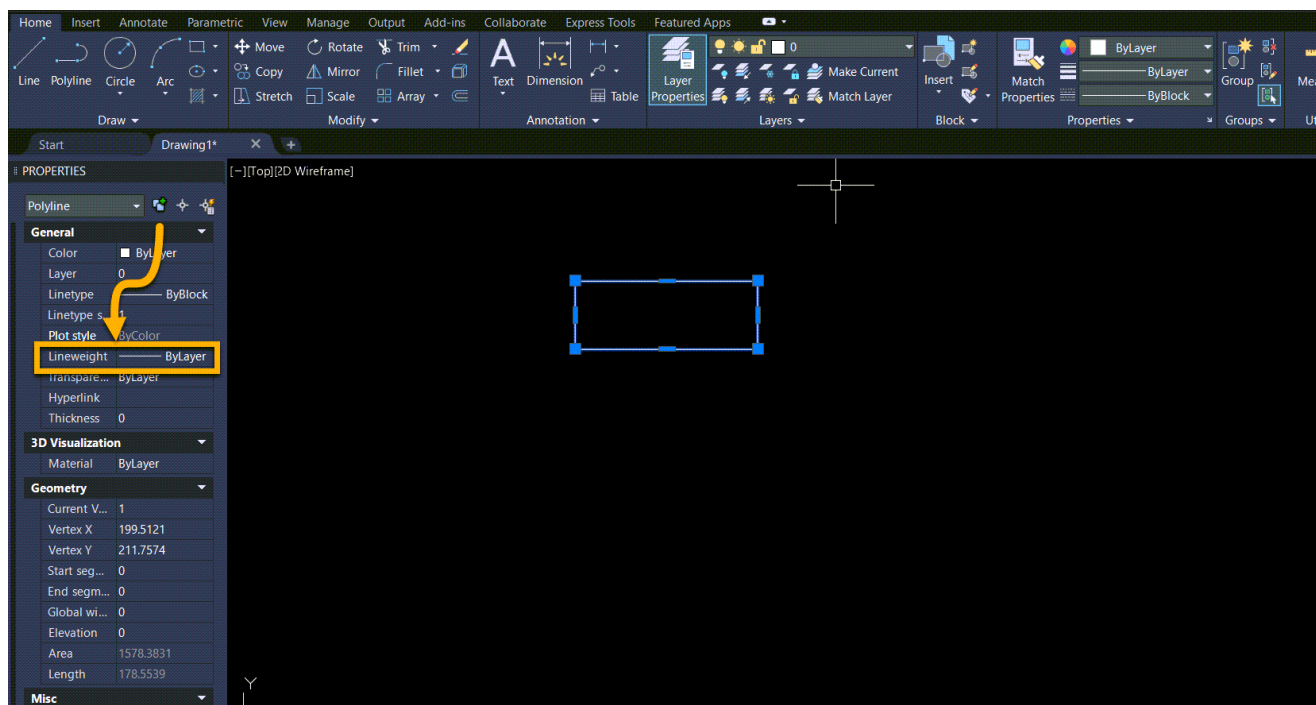 Home Insert Annotate Parametric View Manage Output Add-ins Collaborate Express Tools Featured Apps
Move Rotate Trim 0 ByLayer
Line Polyline Circle Arc Copy Mirror Fillet Text Dimension Layer Properties Make Current Insert Match Properties ByLayer Group Mea
Stretch Scale Array Table Match Layer ByBlock
Draw Modify Annotation Layers Block Properties Groups Ut
Start Drawing1*
PROPERTIES [−][Top][2D Wireframe]
Polyline
General
Color ByLayer
Layer 0
Linetype ByBlock
Linetype s... 1
Plot style ByColor
Lineweight ByLayer
Transpare... ByLayer
Hyperlink
Thickness 0
3D Visualization
Material ByLayer
Geometry
Current V... 1
Vertex X 199.5121
Vertex Y 211.7574
Start seg... 0
End segm... 0
Global wi... 0
Elevation 0
Area 1578.3831
Length 178.5539
Y
Misc